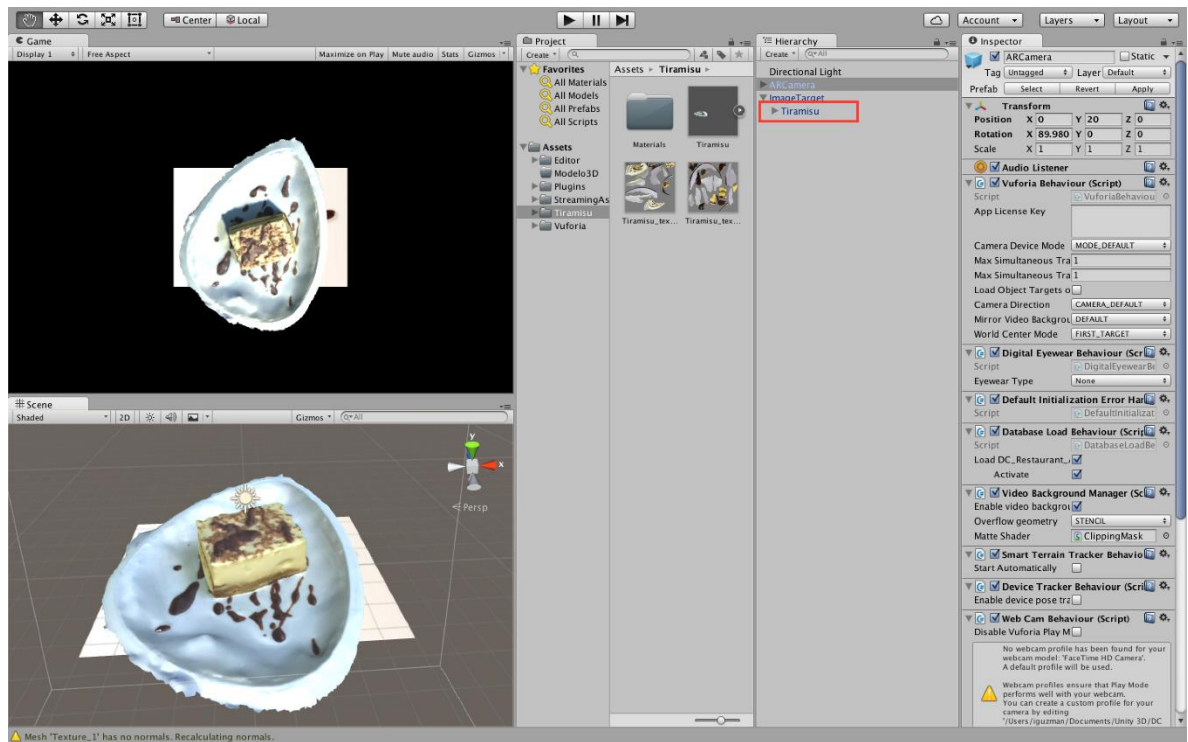 Center Local Account Layers Layout
Game
Display 1 Free Aspect Maximize on Play Mute audio Stats Gizmos
Scene
Shaded 2D Gizmos All
y
x
Persp
Project
Create
Favorites
All Materials
All Models
All Prefabs
All Scripts
Assets
Editor
Modelo3D
Plugins
StreamingAs
Tiramisu
Vuforia
Assets Tiramisu
Materials Tiramisu
Tiramisu_tex... Tiramisu_tex...
Hierarchy
Create All
Directional Light
ARCamera
ImageTarget
Tiramisu
Inspector
ARCamera Static
Tag Untagged Layer Default
Prefab Select Revert Apply
Transform
Position X 0 Y 20 Z 0
Rotation X 89.980 Y 0 Z 0
Scale X 1 Y 1 Z 1
Audio Listener
Vuforia Behaviour (Script)
Script VuforiaBehaviou
App License Key
Camera Device Mode MODE_DEFAULT
Max Simultaneous Tra 1
Max Simultaneous Tra 1
Load Object Targets o
Camera Direction CAMERA_DEFAULT
Mirror Video Backgrou DEFAULT
World Center Mode FIRST_TARGET
Digital Eyewear Behaviour (Scr
Script DigitalEyewearBe
Eyewear Type None
Default Initialization Error Han
Script DefaultInitializat
Database Load Behaviour (Scrip
Script DatabaseLoadBe
Load DC_Restaurant_
Activate
Video Background Manager (Sc
Enable video backgrou
Overflow geometry STENCIL
Matte Shader ClippingMask
Smart Terrain Tracker Behavio
Start Automatically
Device Tracker Behaviour (Scri
Enable device pose tra
Web Cam Behaviour (Script)
Disable Vuforia Play M
No webcam profile has been found for your
webcam model: 'FaceTime HD Camera'.
A default profile will be used.
Webcam profiles ensure that Play Mode
performs well with your webcam.
You can create a custom profile for your
camera by editing
'/Users/iguzman/Documents/Unity 3D/DC
Mesh 'Texture_1' has no normals. Recalculating normals.